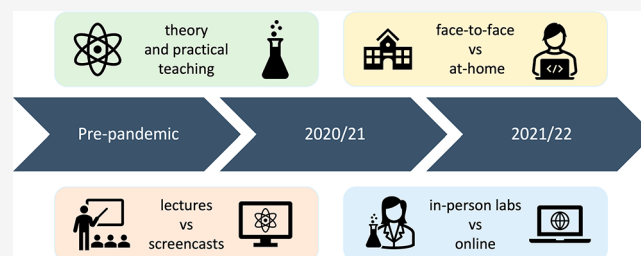 theory
and practical
teaching
face-to-face
vs
at-home
</>
Pre-pandemic
2020/21
2021/22
lectures
vs
screencasts
in-person labs
vs
online